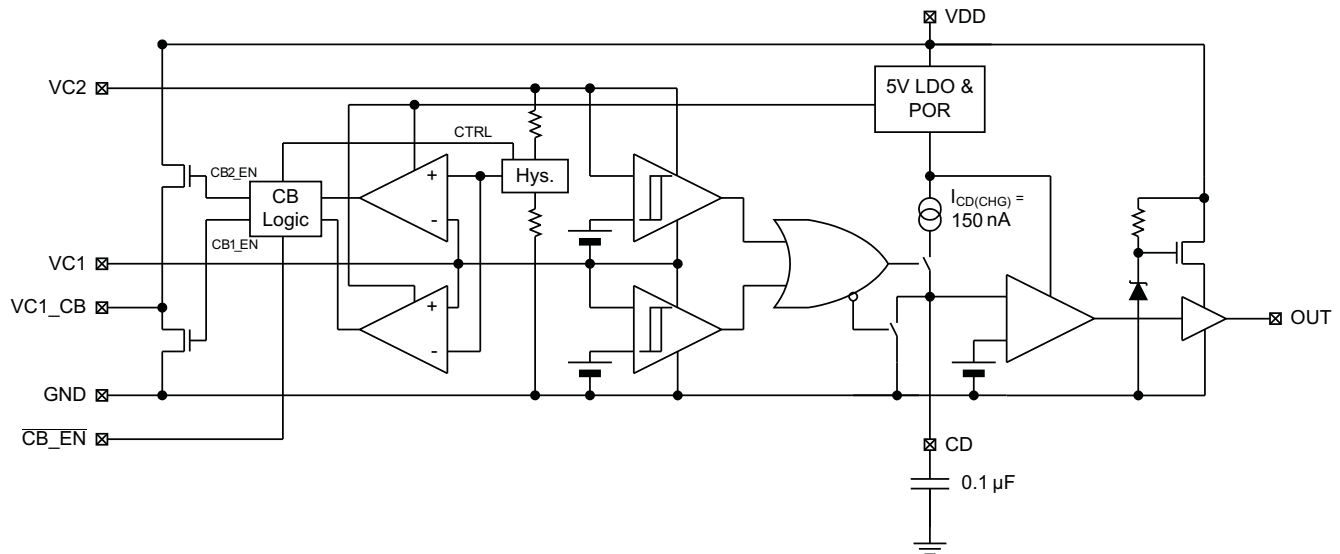 VDD
VC2
5V LDO &
POR
CTRL
CB2_EN
+
Hys.
CB
Logic
-
I_CD(CHG) =
150 nA
CB1_EN
VC1
VC1_CB
+
OUT
-
GND
CB_EN
CD
0.1 µF